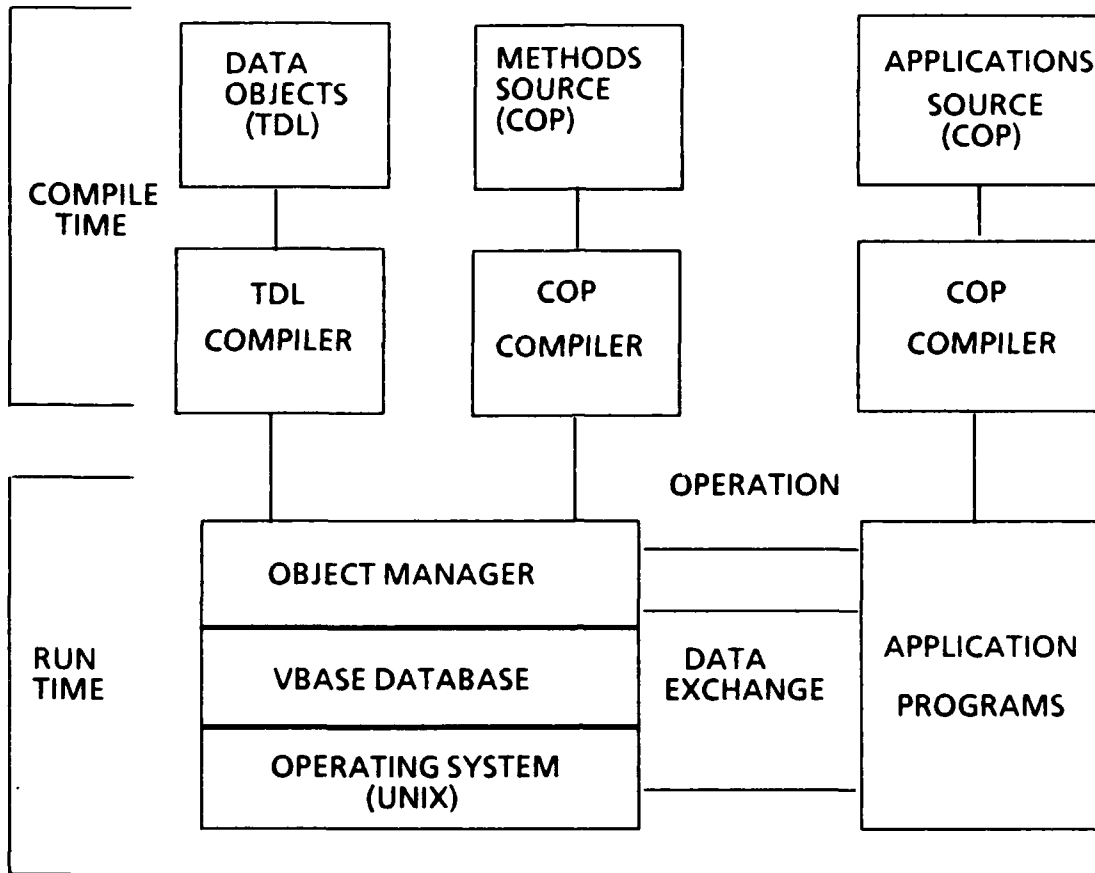 DATA
OBJECTS
(TDL)
METHODS
SOURCE
(COP)
APPLICATIONS
SOURCE
(COP)
COMPILE
TIME
TDL
COMPILER
COP
COMPILER
COP
COMPILER
OPERATION
OBJECT MANAGER
RUN
TIME
VBASE DATABASE
DATA
EXCHANGE
APPLICATION
PROGRAMS
OPERATING SYSTEM
(UNIX)